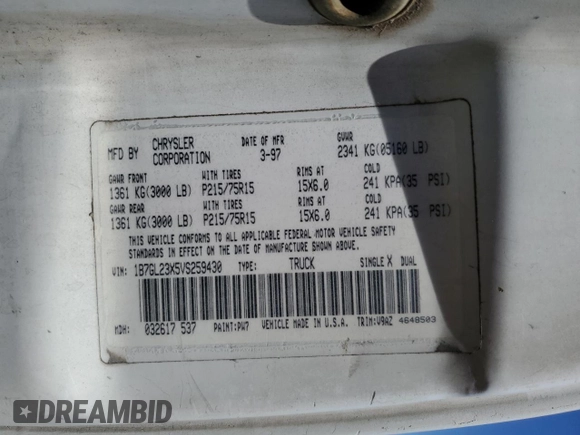 MFD BY CHRYSLER CORPORATION DATE OF MFR 3-97 GVWR 2341 KG(05160 LB)
GAWR FRONT WITH TIRES RIMS AT COLD
1361 KG(3000 LB) P215/75R15 15X6.0 241 KPA(35 PSI)
GAWR REAR WITH TIRES RIMS AT COLD
1361 KG(3000 LB) P215/75R15 15X6.0 241 KPA(35 PSI)
THIS VEHICLE CONFORMS TO ALL APPLICABLE FEDERAL MOTOR VEHICLE SAFETY
STANDARDS IN EFFECT ON THE DATE OF MANUFACTURE SHOWN ABOVE.
VIN: 1B7GL23X5VS259430 TYPE: TRUCK SINGLE X DUAL
MDH: 032617 537 PAINT:PW7 VEHICLE MADE IN U.S.A. TRIM:V9AZ 4648503
DREAMBID